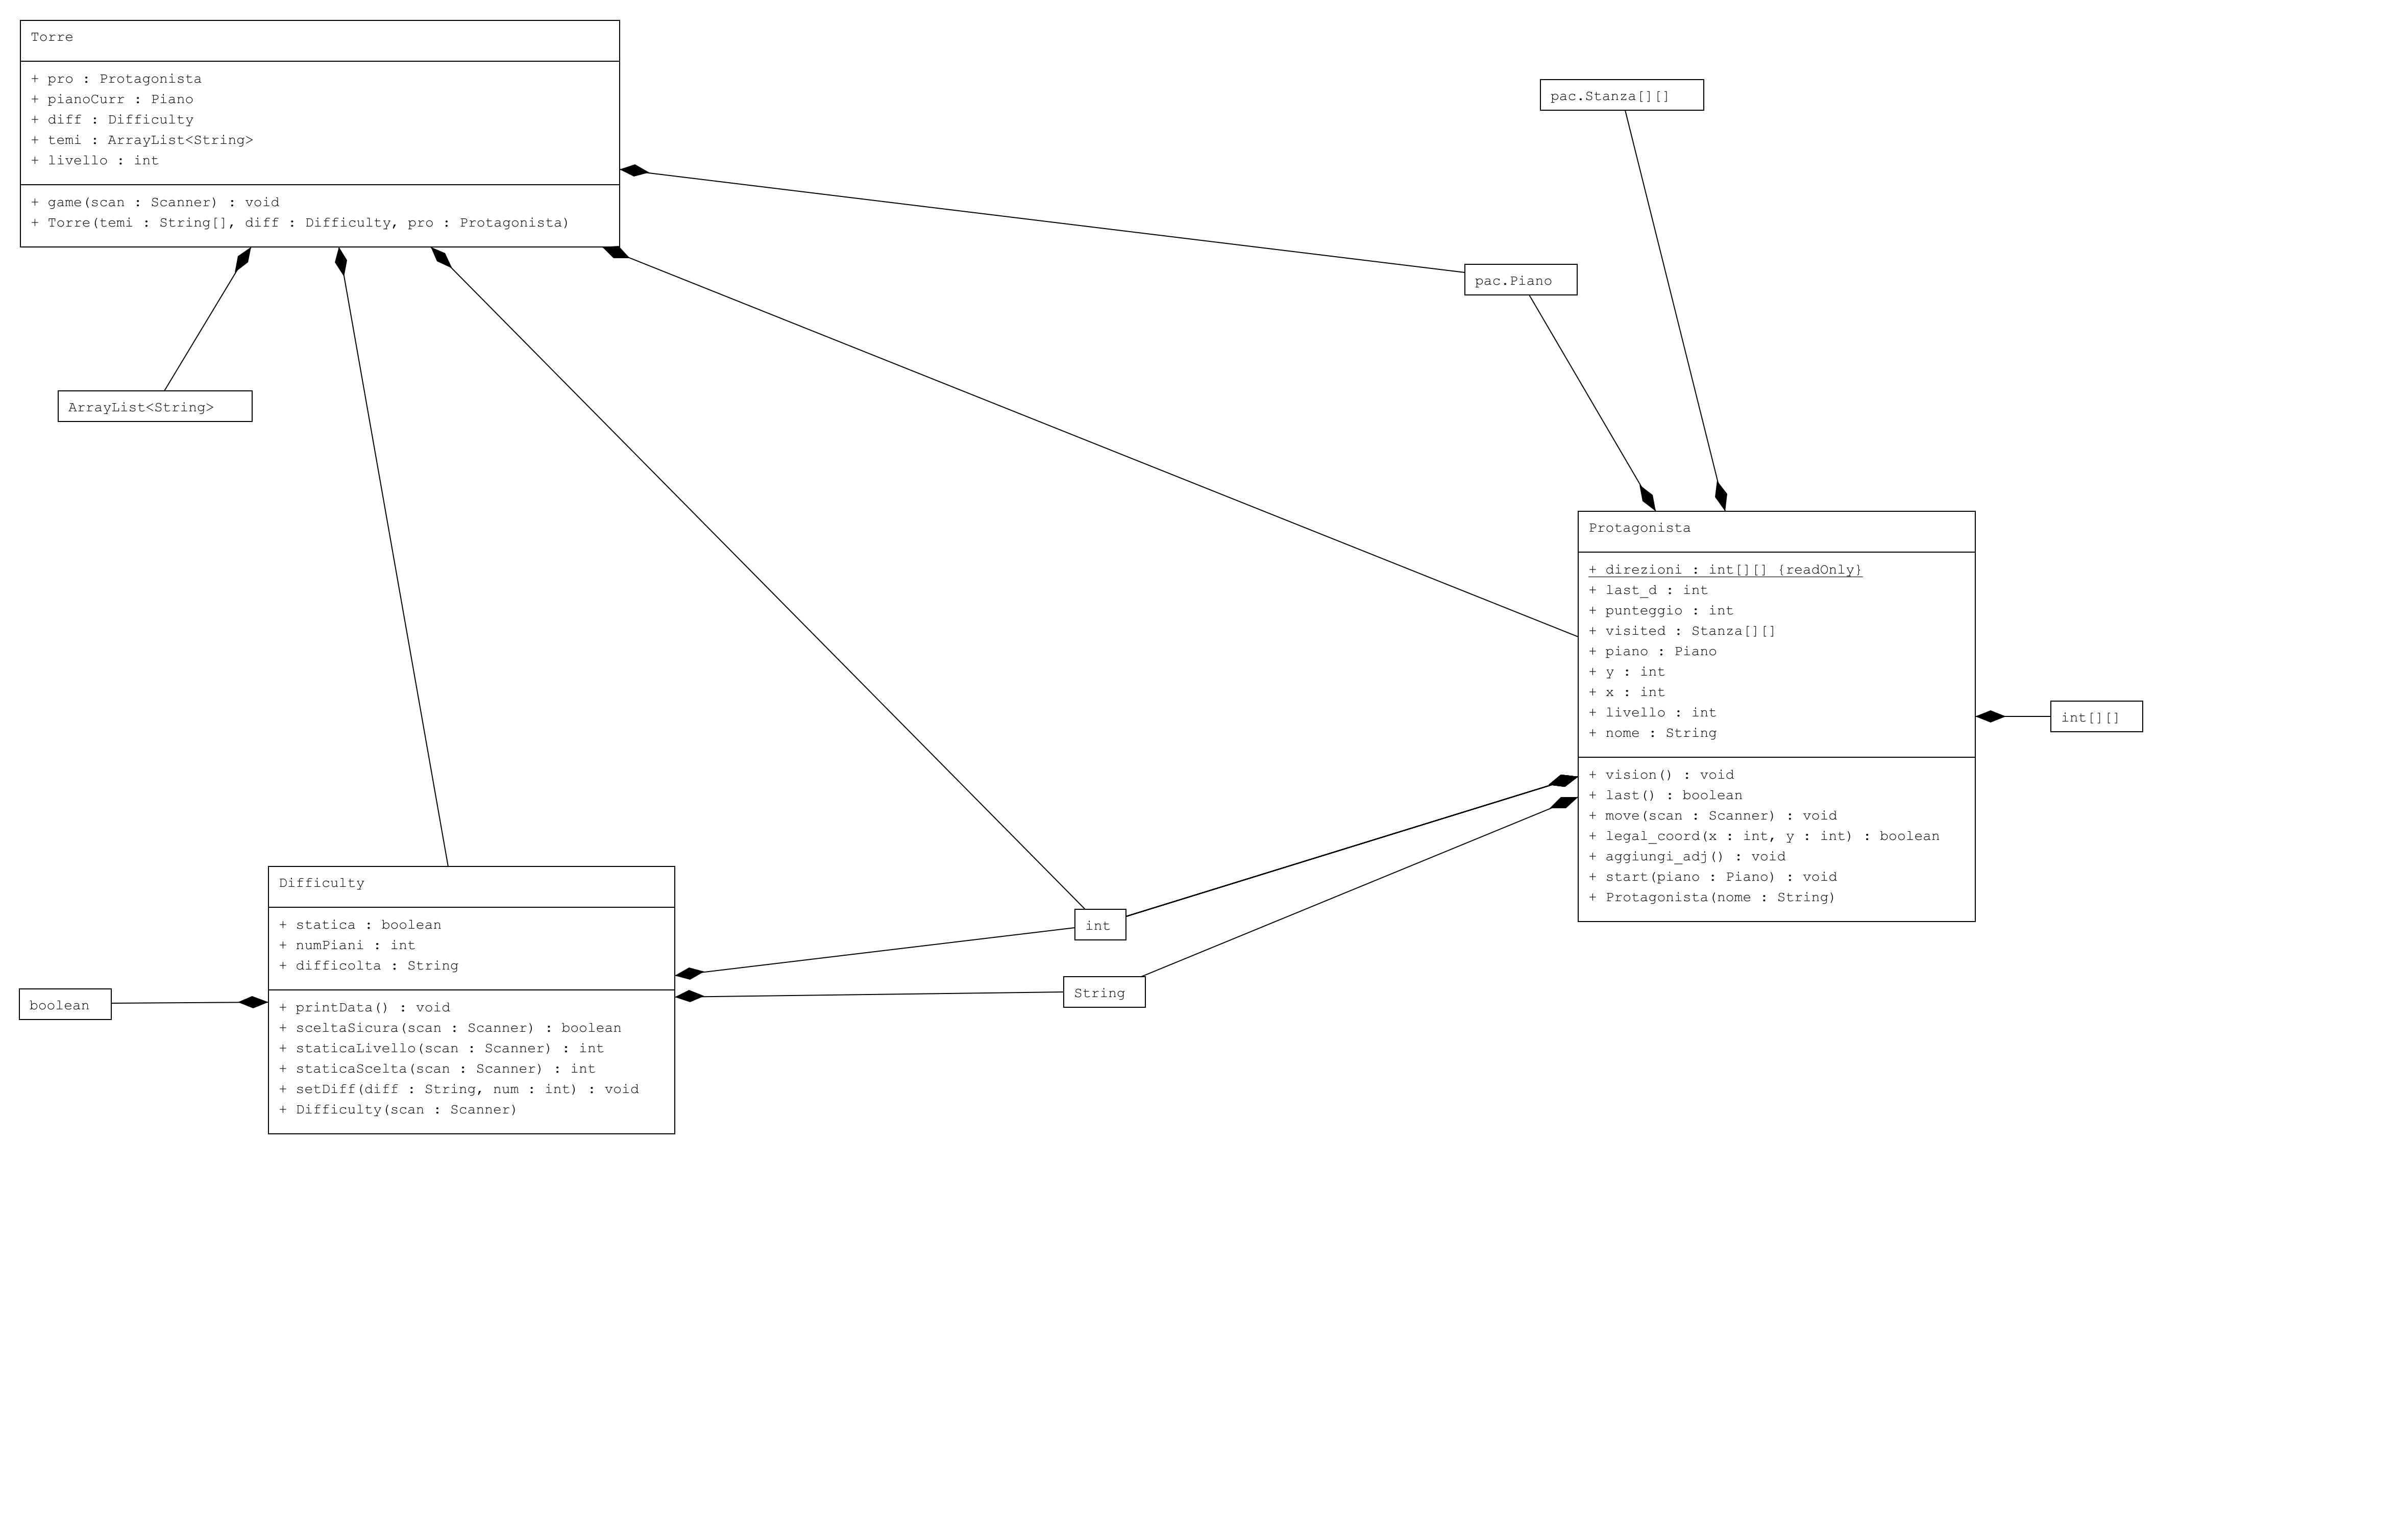 Torre
+ pro : Protagonista
+ pianoCurr : Piano
+ diff : Difficulty
+ temi : ArrayList<String>
+ livello : int
+ game(scan : Scanner) : void
+ Torre(temi : String[], diff : Difficulty, pro : Protagonista)
pac.Stanza[][]
pac.Piano
ArrayList<String>
Protagonista
+ direzioni : int[][] {readOnly}
+ last_d : int
+ punteggio : int
+ visited : Stanza[][]
+ piano : Piano
+ y : int
+ x : int
+ livello : int
+ nome : String
+ vision() : void
+ last() : boolean
+ move(scan : Scanner) : void
+ legal_coord(x : int, y : int) : boolean
+ aggiungi_adj() : void
+ start(piano : Piano) : void
+ Protagonista(nome : String)
int[][]
Difficulty
+ statica : boolean
+ numPiani : int
+ difficolta : String
+ printData() : void
+ sceltaSicura(scan : Scanner) : boolean
+ staticaLivello(scan : Scanner) : int
+ staticaScelta(scan : Scanner) : int
+ setDiff(diff : String, num : int) : void
+ Difficulty(scan : Scanner)
int
String
boolean